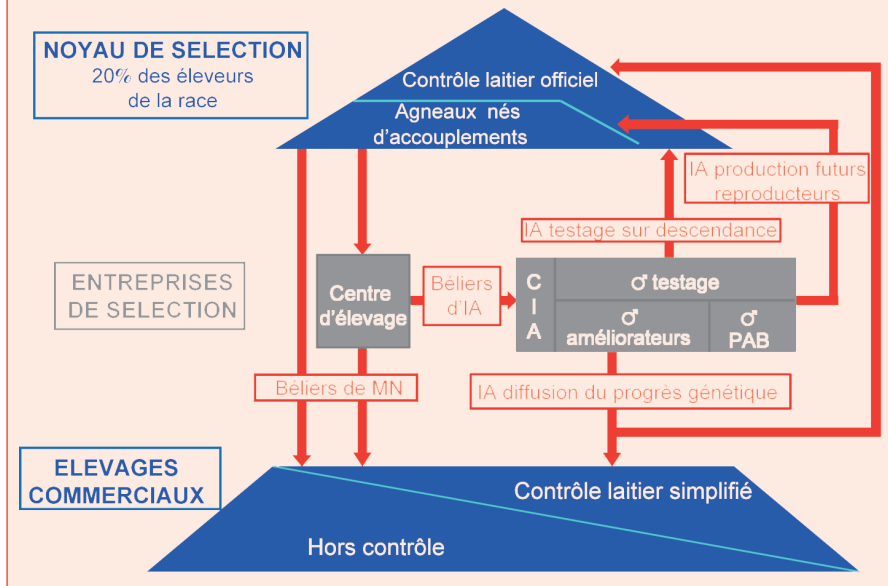 NOYAU DE SELECTION
20% des éleveurs
de la race
Contrôle laitier officiel
Agneaux nés
d'accouplements
IA production futurs
reproducteurs
IA testage sur descendance
ENTREPRISES
DE SELECTION
Centre
d'élevage
Béliers
d'IA
C
I
A
♂ testage
♂
améliorateurs
♂
PAB
Béliers de MN
IA diffusion du progrès génétique
ELEVAGES
COMMERCIAUX
Contrôle laitier simplifié
Hors contrôle